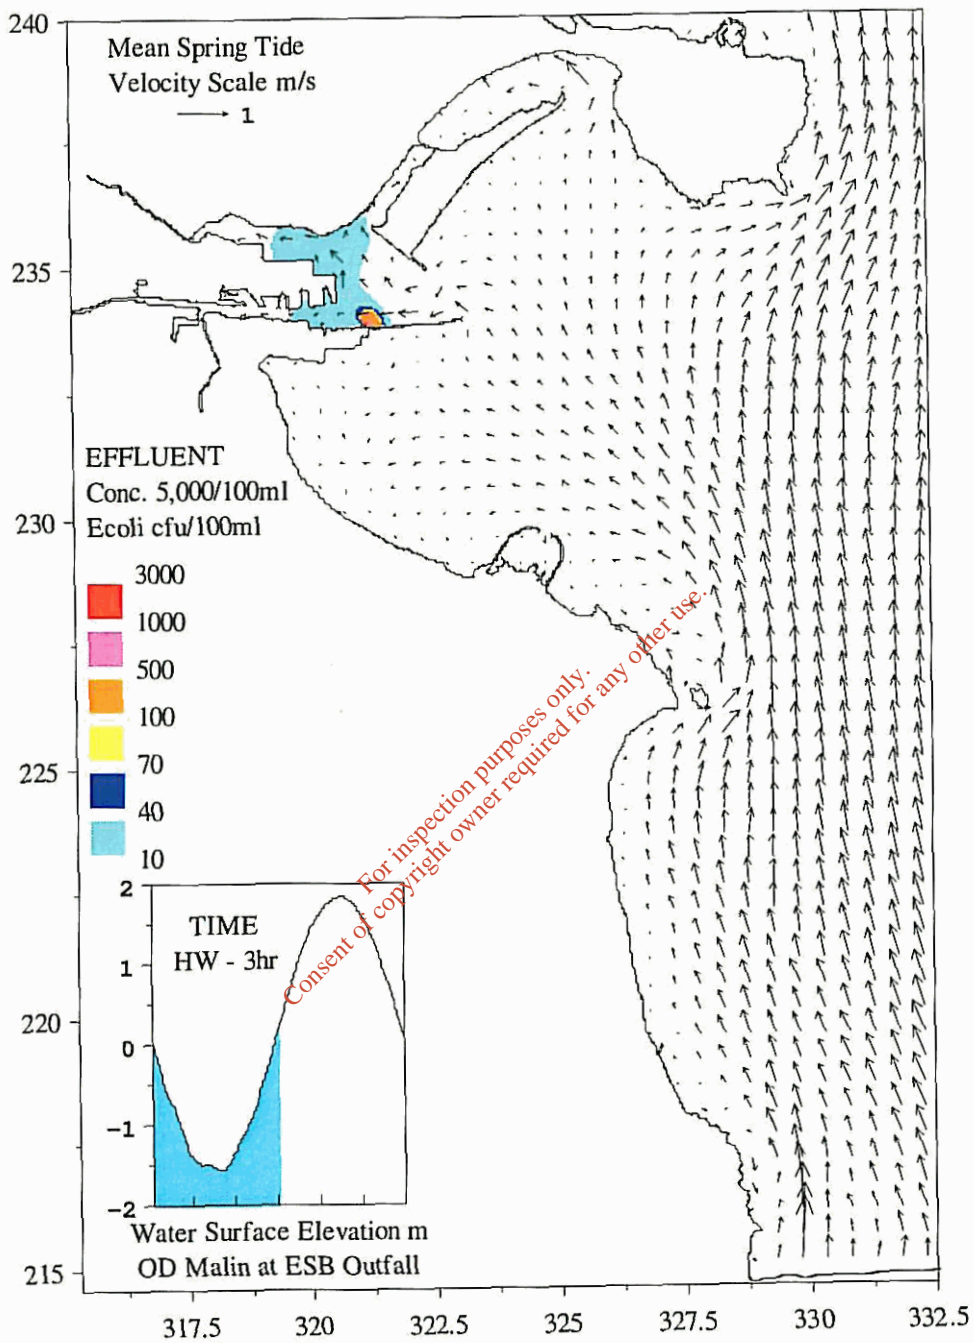 240
Mean Spring Tide
Velocity Scale m/s
1
235
EFFLUENT
Conc. 5,000/100ml
Ecoli cfu/100ml
230
3000
1000
500
100
70
40
10
225
For inspection purposes only.
Consent of copyright owner required for any other use.
2
TIME
HW - 3hr
1
0
-1
-2
220
Water Surface Elevation m
OD Malin at ESB Outfall
215
317.5 320 322.5 325 327.5 330 332.5